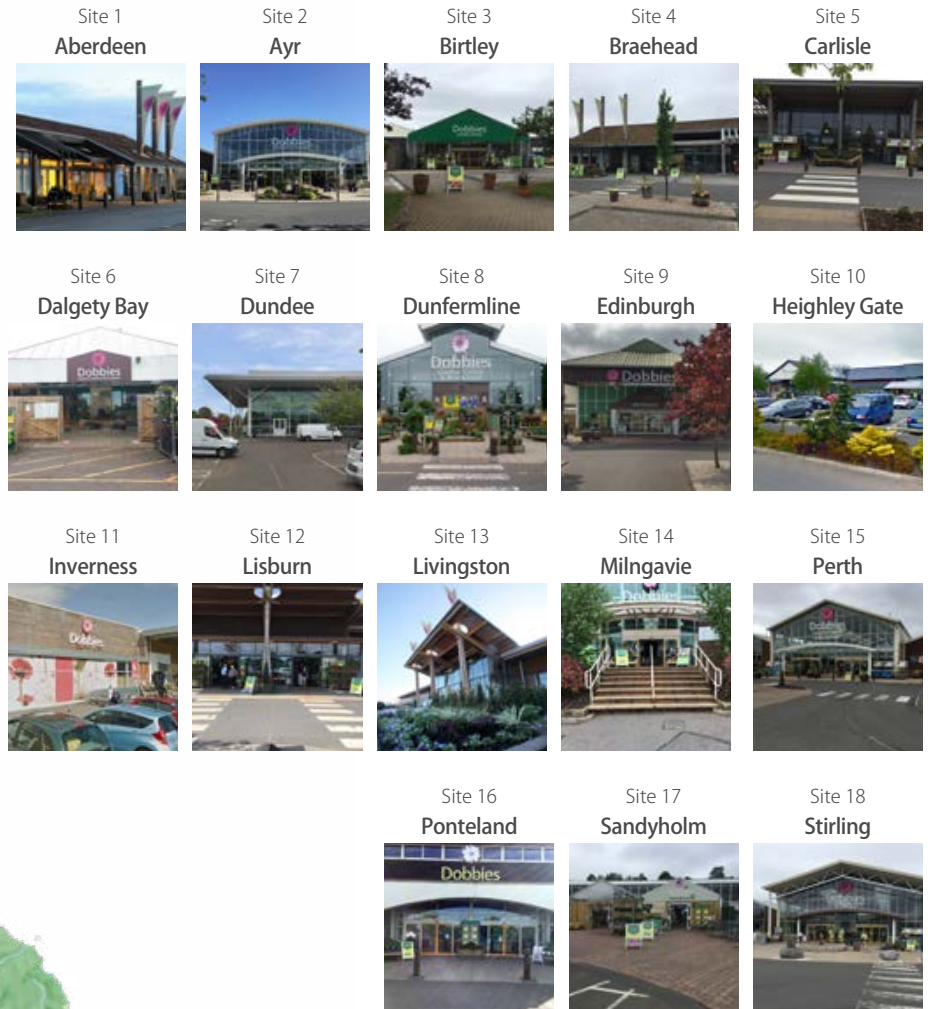 Site 1
Aberdeen
Site 2
Ayr
Site 3
Birtley
Site 4
Braehead
Site 5
Carlisle
Dobbies
Dobbies
Site 6
Dalgety Bay
Site 7
Dundee
Site 8
Dunfermline
Site 9
Edinburgh
Site 10
Heighley Gate
Dobbies
Dobbies
Dobbies
Site 11
Inverness
Site 12
Lisburn
Site 13
Livingston
Site 14
Milngavie
Site 15
Perth
Dobbies
Dobbies
Dobbies
Site 16
Ponteland
Site 17
Sandyholm
Site 18
Stirling
Dobbies